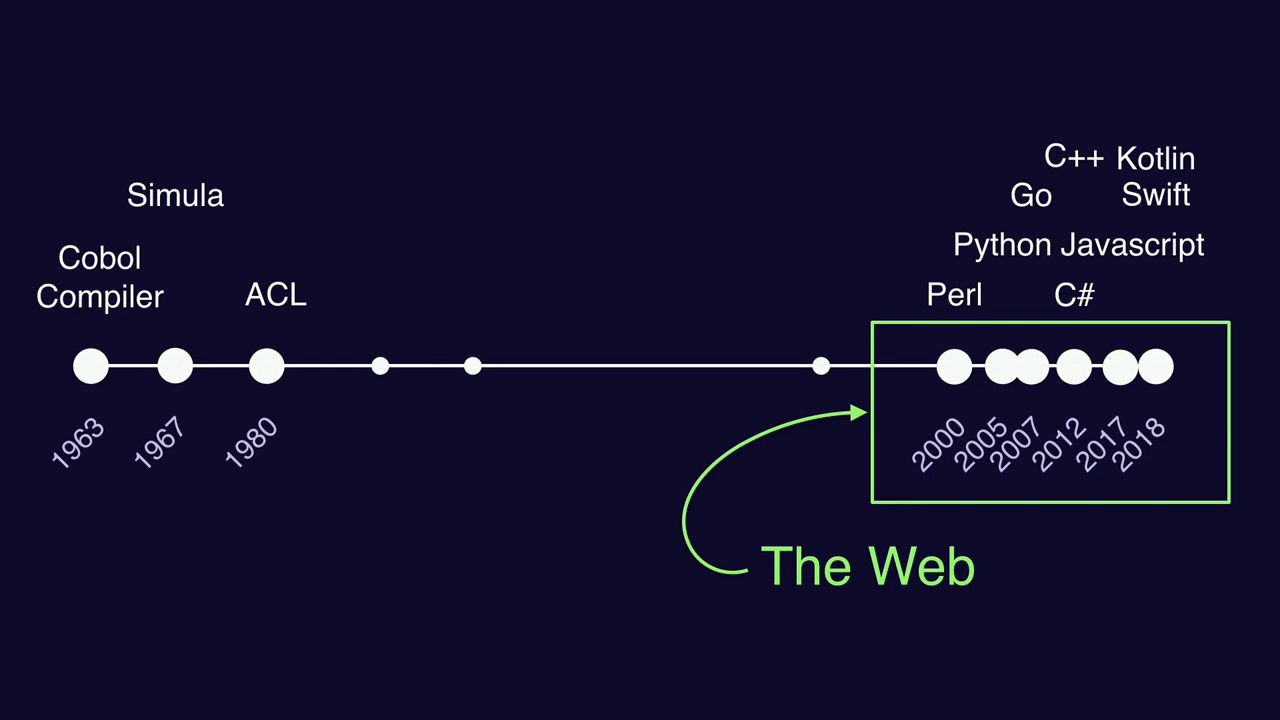 C++ Kotlin
Simula
Go
Swift
Python Javascript
Cobol
Compiler
ACL
Perl
C#
1963
1967
1980
2000
2005
2007
2012
2017
2018
The Web